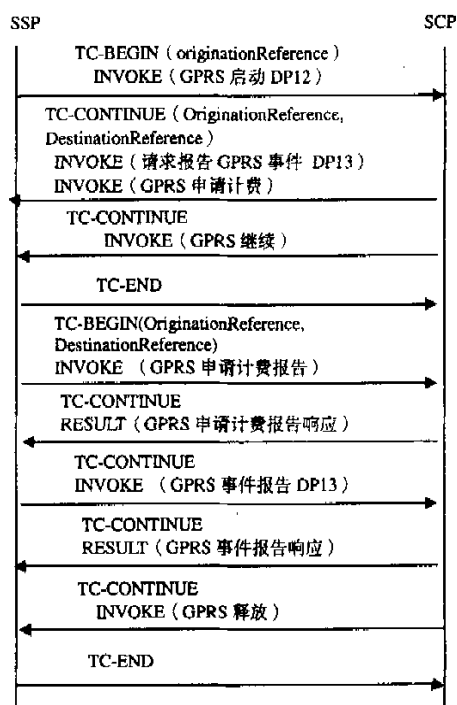 SSP SCP
TC-BEGIN（originationReference）
INVOKE（GPRS 启动 DP12）
TC-CONTINUE（OriginationReference,
DestinationReference）
INVOKE（请求报告 GPRS 事件 DP13）
INVOKE（GPRS 申请计费）
TC-CONTINUE
INVOKE（GPRS 继续）
TC-END
TC-BEGIN(OriginationReference,
DestinationReference)
INVOKE （GPRS 申请计费报告）
TC-CONTINUE
RESULT（GPRS 申请计费报告响应）
TC-CONTINUE
INVOKE （GPRS 事件报告 DP13）
TC-CONTINUE
RESULT（GPRS 事件报告响应）
TC-CONTINUE
INVOKE（GPRS 释放）
TC-END